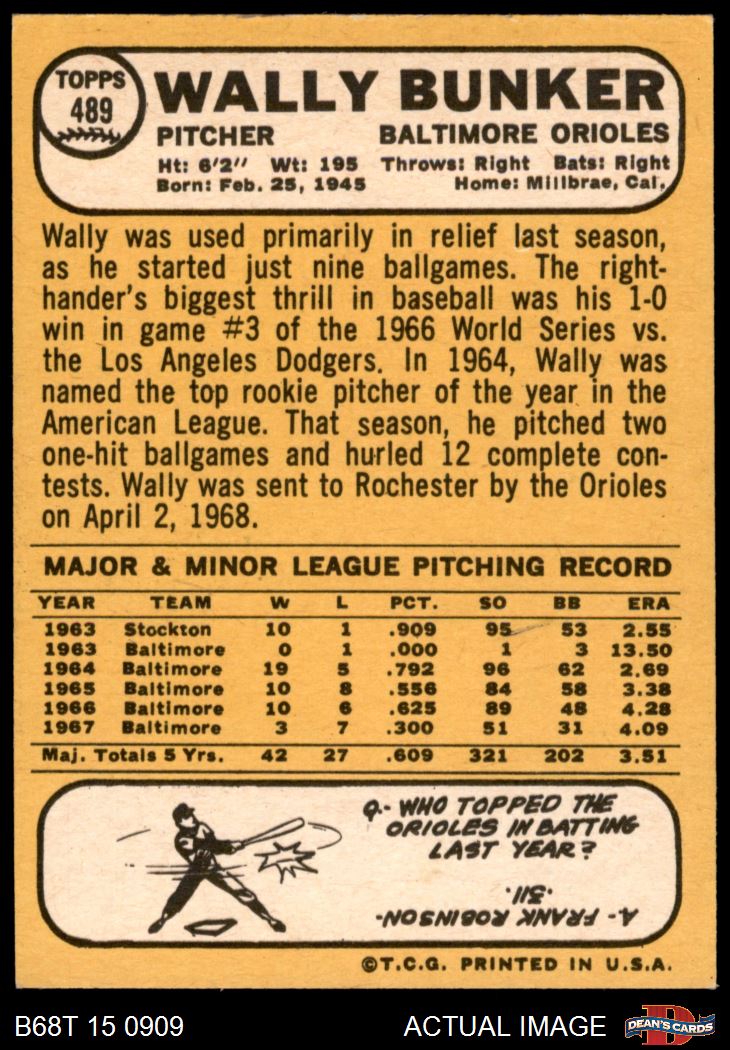 TOPPS
489
WALLY BUNKER
PITCHER BALTIMORE ORIOLES
Ht: 6'2" Wt: 195 Throws: Right Bats: Right
Born: Feb. 25, 1945 Home: Millbrae, Cal.
Wally was used primarily in relief last season,
as he started just nine ballgames. The right-
hander's biggest thrill in baseball was his 1-0
win in game #3 of the 1966 World Series vs.
the Los Angeles Dodgers. In 1964, Wally was
named the top rookie pitcher of the year in the
American League. That season, he pitched two
one-hit ballgames and hurled 12 complete con-
tests. Wally was sent to Rochester by the Orioles
on April 2, 1968.
MAJOR & MINOR LEAGUE PITCHING RECORD
YEAR TEAM W L PCT. SO BB ERA
1963 Stockton 10 1 .909 95 53 2.55
1963 Baltimore 0 1 .000 1 3 13.50
1964 Baltimore 19 5 .792 96 62 2.69
1965 Baltimore 10 8 .556 84 58 3.38
1966 Baltimore 10 6 .625 89 48 4.28
1967 Baltimore 3 7 .300 51 31 4.09
Maj. Totals 5 Yrs. 42 27 .609 321 202 3.51
Q.- WHO TOPPED THE
ORIOLES IN BATTING
LAST YEAR?
A- FRANK ROBINSON-
.311.
©T.C.G. PRINTED IN U.S.A.
B68T 15 0909 ACTUAL IMAGE
D
DEAN'S CARDS